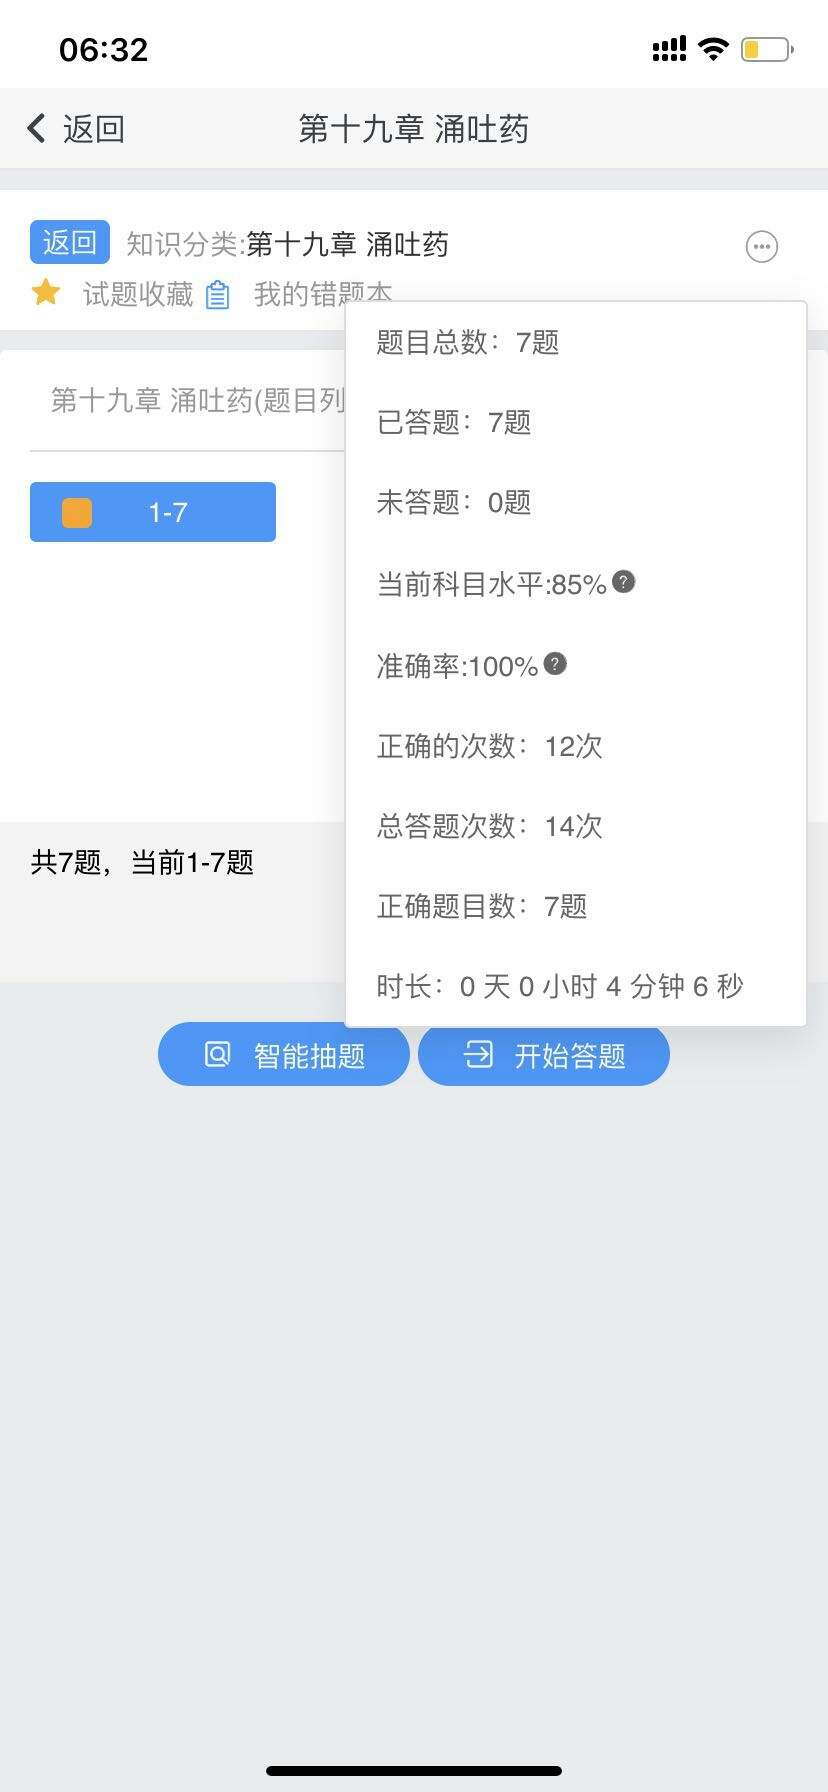 06:32
返回
第十九章 涌吐药
返回 知识分类:第十九章 涌吐药
试题收藏 我的错题本
第十九章 涌吐药(题目列
1-7
题目总数：7题
已答题：7题
未答题：0题
当前科目水平:85%?
准确率:100%?
正确的次数：12次
总答题次数：14次
正确题目数：7题
时长：0 天 0 小时 4 分钟 6 秒
共7题，当前1-7题
智能抽题
开始答题